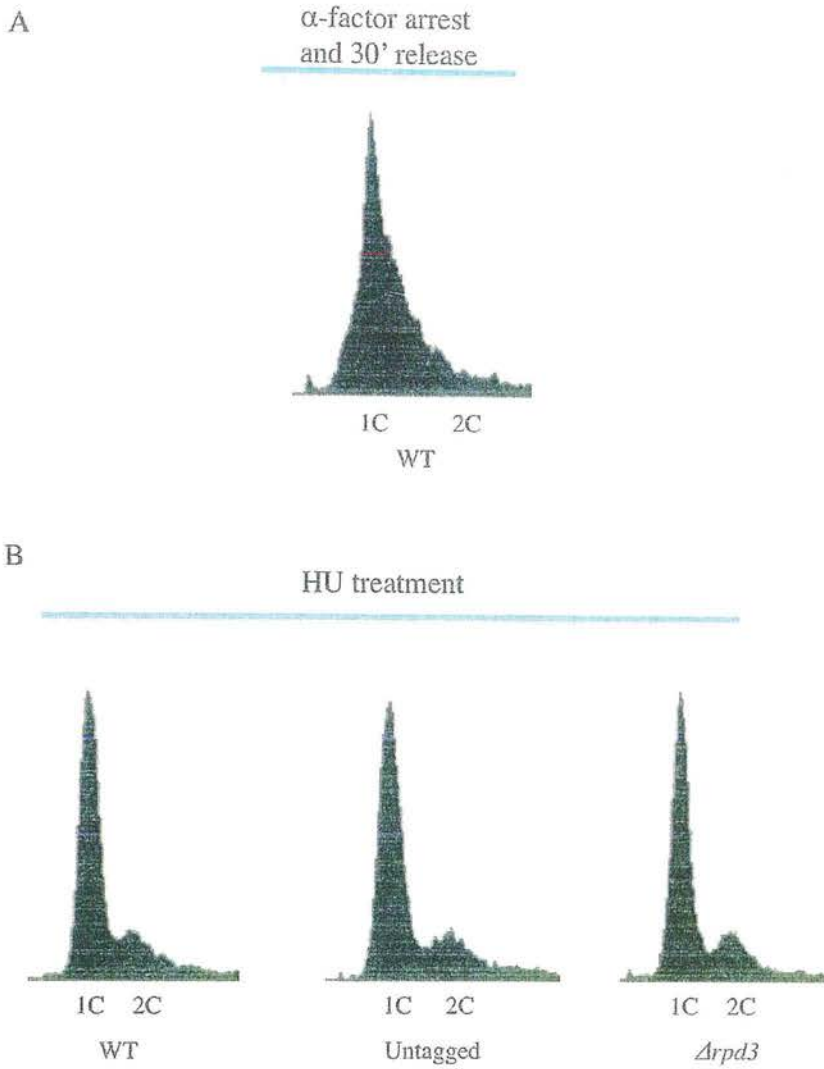 A
α-factor arrest
and 30' release
1C 2C
WT
B
HU treatment
1C 2C 1C 2C 1C 2C
WT Untagged Δrpd3